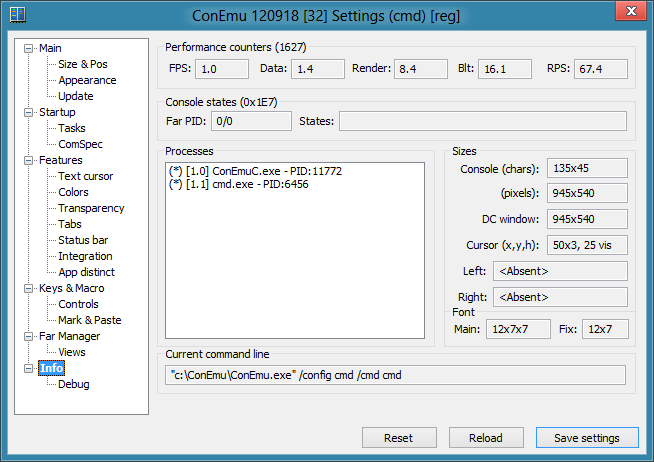 ConEmu 120918 [32] Settings (cmd) [reg]
Main
Size & Pos
Appearance
Update
Startup
Tasks
ComSpec
Features
Text cursor
Colors
Transparency
Tabs
Status bar
Integration
App distinct
Keys & Macro
Controls
Mark & Paste
Far Manager
Views
Info
Debug
Performance counters (1627)
FPS: 1.0 Data: 1.4 Render: 8.4 Blt: 16.1 RPS: 67.4
Console states (0x1E7)
Far PID: 0/0 States:
Processes
(*) [1.0] ConEmuC.exe - PID:11772
(*) [1.1] cmd.exe - PID:6456
Sizes
Console (chars): 135x45
(pixels): 945x540
DC window: 945x540
Cursor (x,y,h): 50x3, 25 vis
Left: <Absent>
Right: <Absent>
Font
Main: 12x7x7 Fix: 12x7
Current command line
"c:\ConEmu\ConEmu.exe" /config cmd /cmd cmd
Reset Reload Save settings